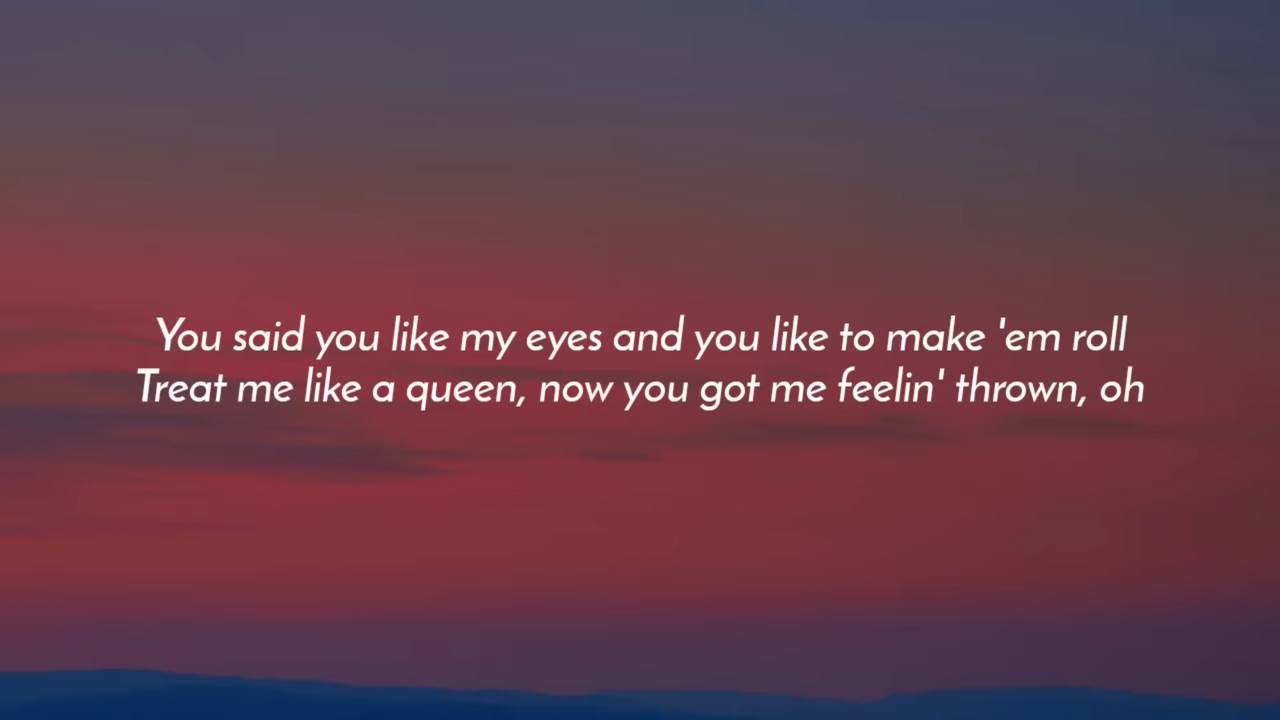 You said you like my eyes and you like to make 'em roll
Treat me like a queen, now you got me feelin' thrown, oh